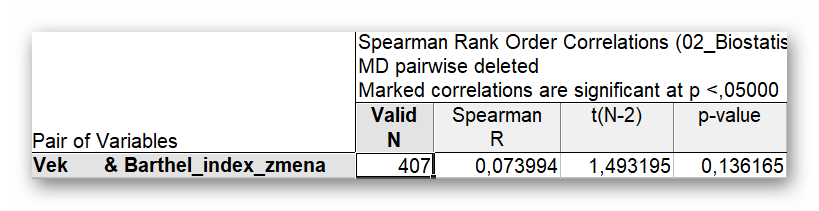 Spearman Rank Order Correlations (02_Biostatis
MD pairwise deleted
Marked correlations are significant at p <,05000
Pair of Variables Valid N Spearman R t(N-2) p-value
Vek & Barthel_index_zmena 407 0,073994 1,493195 0,136165